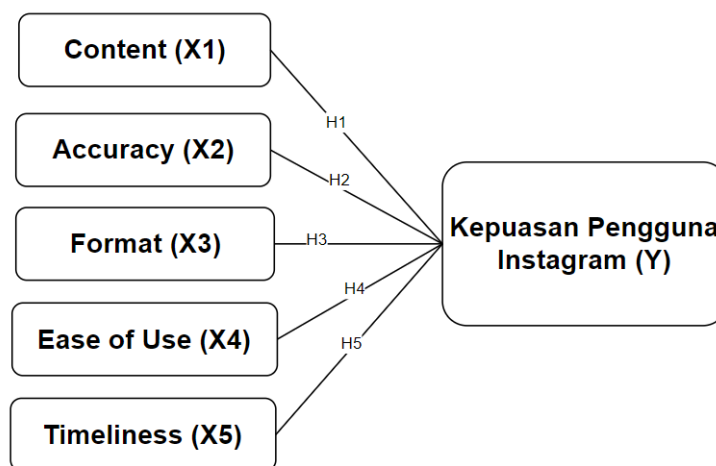 Content (X1)
H1
Accuracy (X2)
H2
Kepuasan Pengguna
Instagram (Y)
Format (X3)
H3
H4
Ease of Use (X4)
H5
Timeliness (X5)